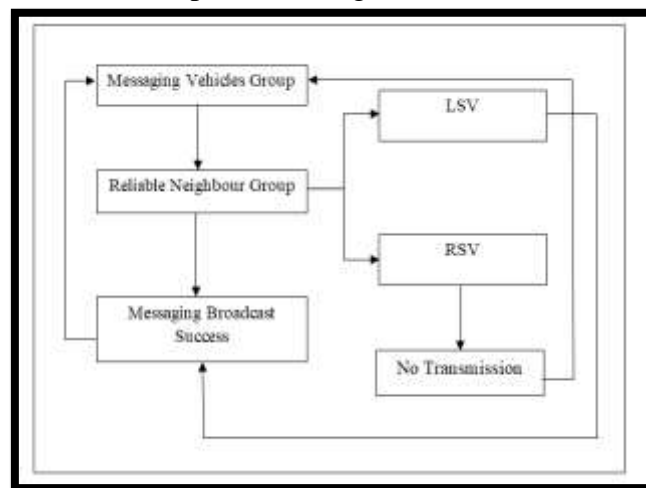 Messaging Vehicles Group
LSV
Reliable Neighbour Group
RSV
Messaging Broadcast
Success
No Transmission